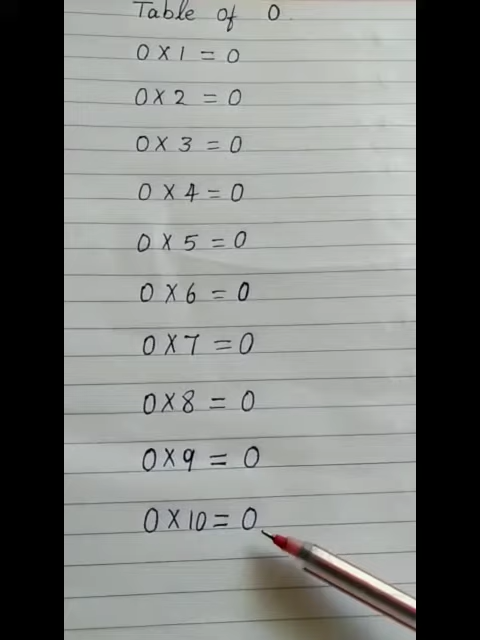 Table of 0
0 X 1 = 0
0 X 2 = 0
0 X 3 = 0
0 X 4 = 0
0 X 5 = 0
0 X 6 = 0
0 X 7 = 0
0 X 8 = 0
0 X 9 = 0
0 X 10 = 0